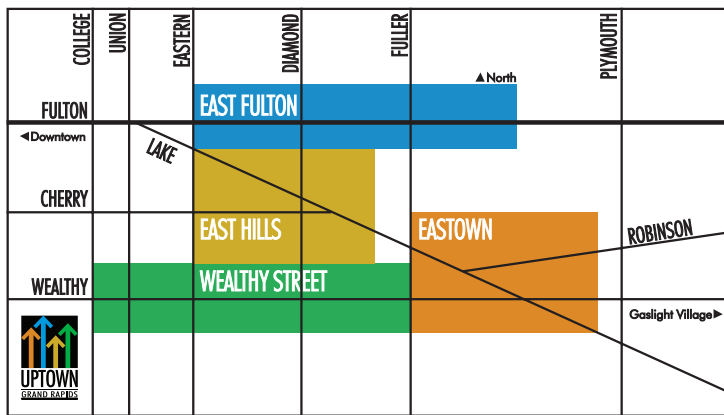 COLLEGE
UNION
EASTERN
DIAMOND
FULLER
PLYMOUTH
▲North
FULTON
EAST FULTON
◄Downtown
LAKE
CHERRY
EAST HILLS
EASTOWN
ROBINSON
WEALTHY
WEALTHY STREET
Gaslight Village►
UPTOWN
GRAND RAPIDS